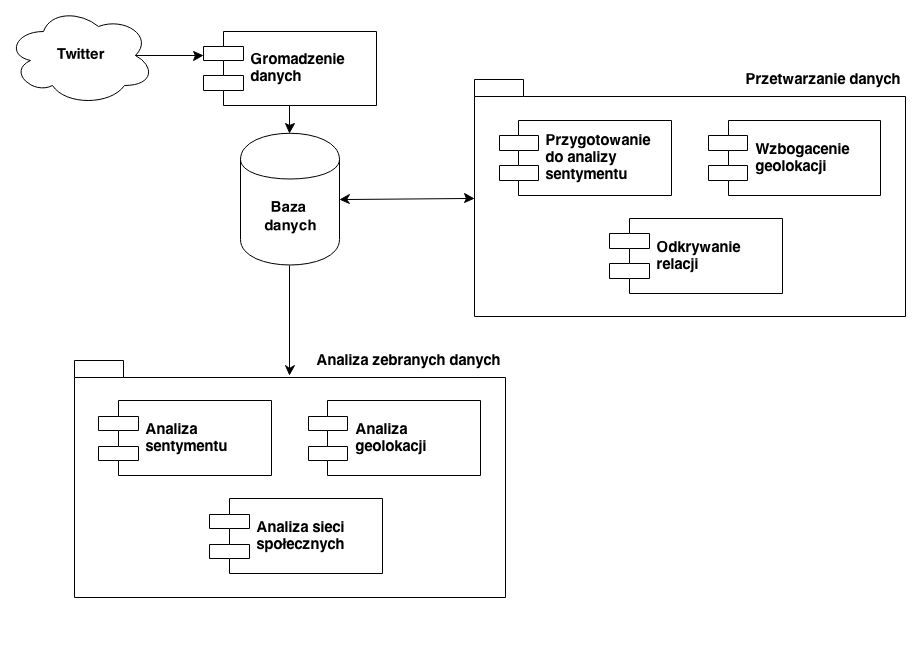 Twitter
Gromadzenie
danych
Przetwarzanie danych
Przygotowanie
do analizy
sentymentu
Wzbogacenie
geolokacji
Baza
danych
Odkrywanie
relacji
Analiza zebranych danych
Analiza
sentymentu
Analiza
geolokacji
Analiza sieci
społecznych